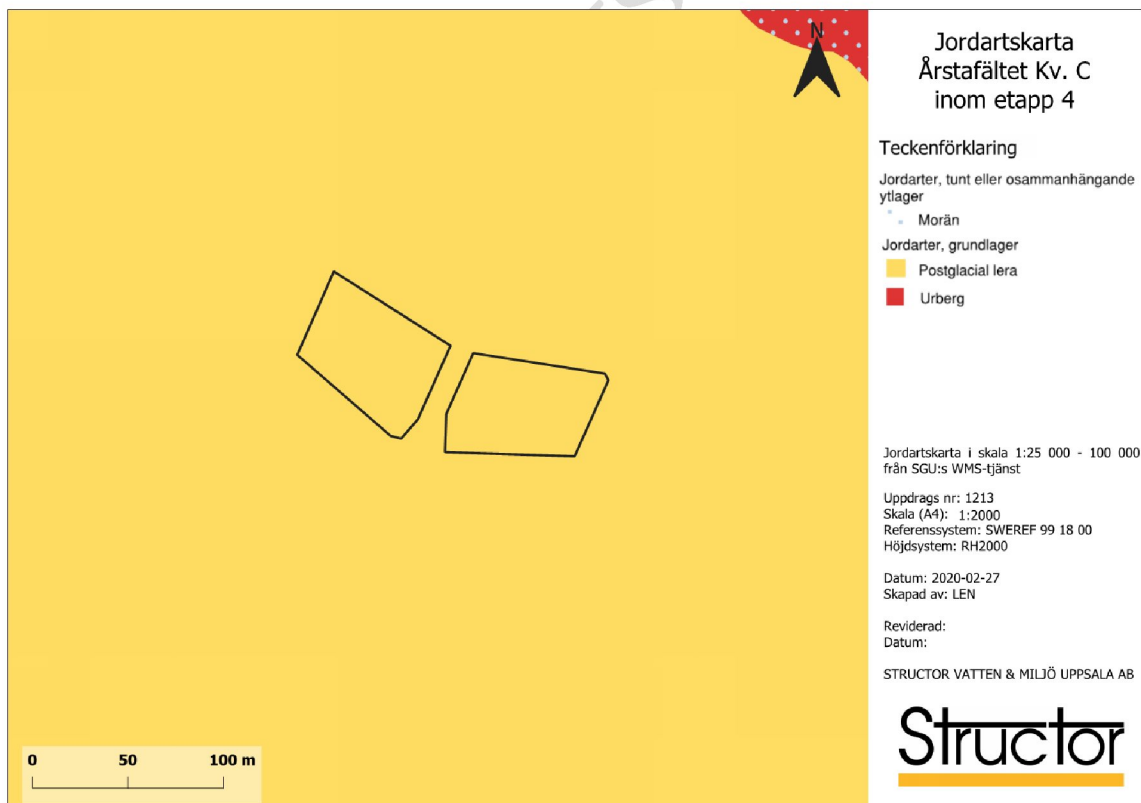 N
Jordartskarta
Årstafältet Kv. C
inom etapp 4
Teckenförklaring
Jordarter, tunt eller osammanhängande
ytlager
Morän
Jordarter, grundlager
Postglacial lera
Urberg
Jordartskarta i skala 1:25 000 - 100 000
från SGU:s WMS-tjänst
Uppdrags nr: 1213
Skala (A4): 1:2000
Referenssystem: SWEREF 99 18 00
Höjdsystem: RH2000
Datum: 2020-02-27
Skapad av: LEN
Reviderad:
Datum:
STRUCTOR VATTEN & MILJÖ UPPSALA AB
Structor
0 50 100 m